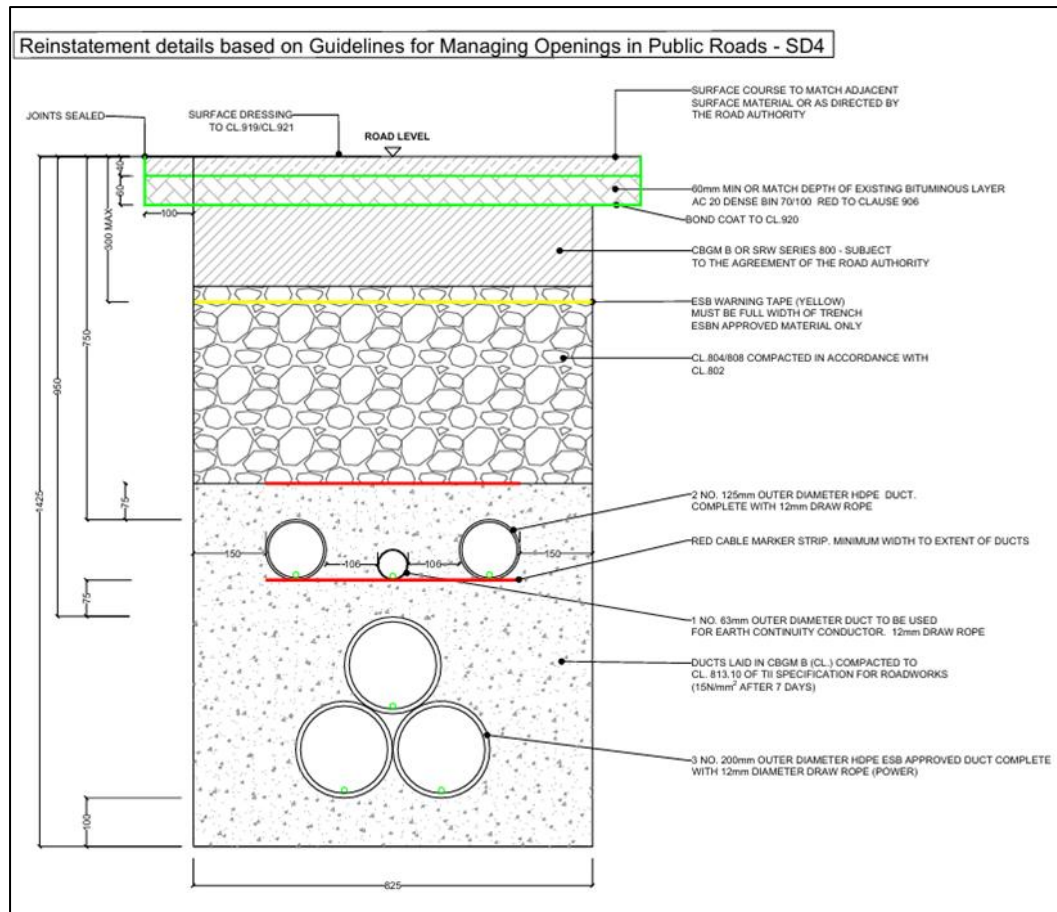 Reinstatement details based on Guidelines for Managing Openings in Public Roads - SD4
SURFACE COURSE TO MATCH ADJACENT
SURFACE MATERIAL OR AS DIRECTED BY
THE ROAD AUTHORITY
JOINTS SEALED
SURFACE DRESSING
TO CL.919/CL.921
ROAD LEVEL
40
60
60mm MIN OR MATCH DEPTH OF EXISTING BITUMINOUS LAYER
AC 20 DENSE BIN 70/100 RED TO CLAUSE 906
100
BOND COAT TO CL.920
300 MAX
CBGM B OR SRW SERIES 800 - SUBJECT
TO THE AGREEMENT OF THE ROAD AUTHORITY
ESB WARNING TAPE (YELLOW)
MUST BE FULL WIDTH OF TRENCH
ESBN APPROVED MATERIAL ONLY
750
CL.804/808 COMPACTED IN ACCORDANCE WITH
CL.802
950
1425
75
2 NO. 125mm OUTER DIAMETER HDPE DUCT.
COMPLETE WITH 12mm DRAW ROPE
RED CABLE MARKER STRIP. MINIMUM WIDTH TO EXTENT OF DUCTS
150
106
106
150
75
1 NO. 63mm OUTER DIAMETER DUCT TO BE USED
FOR EARTH CONTINUITY CONDUCTOR. 12mm DRAW ROPE
DUCTS LAID IN CBGM B (CL.) COMPACTED TO
CL. 813.10 OF TII SPECIFICATION FOR ROADWORKS
(15N/mm² AFTER 7 DAYS)
3 NO. 200mm OUTER DIAMETER HDPE ESB APPROVED DUCT COMPLETE
WITH 12mm DIAMETER DRAW ROPE (POWER)
100
825